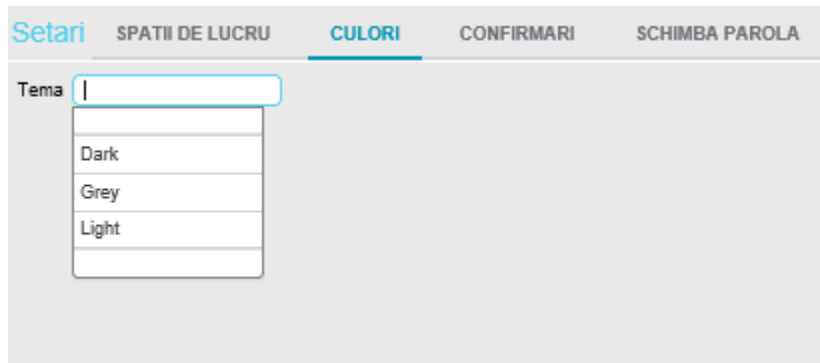 Setari SPATII DE LUCRU CULORI CONFIRMARI SCHIMBA PAROLA
Tema
Dark
Grey
Light